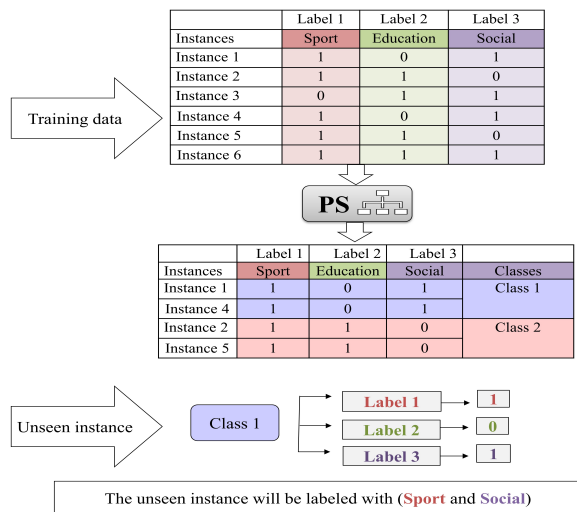 Label 1 Label 2 Label 3
Instances Sport Education Social
Instance 1 1 0 1
Instance 2 1 1 0
Instance 3 0 1 1
Instance 4 1 0 1
Instance 5 1 1 0
Instance 6 1 1 1
Training data
PS
Label 1 Label 2 Label 3
Instances Sport Education Social Classes
Instance 1 1 0 1 Class 1
Instance 4 1 0 1
Instance 2 1 1 0 Class 2
Instance 5 1 1 0
Unseen instance
Class 1
Label 1 1
Label 2 0
Label 3 1
The unseen instance will be labeled with (Sport and Social)